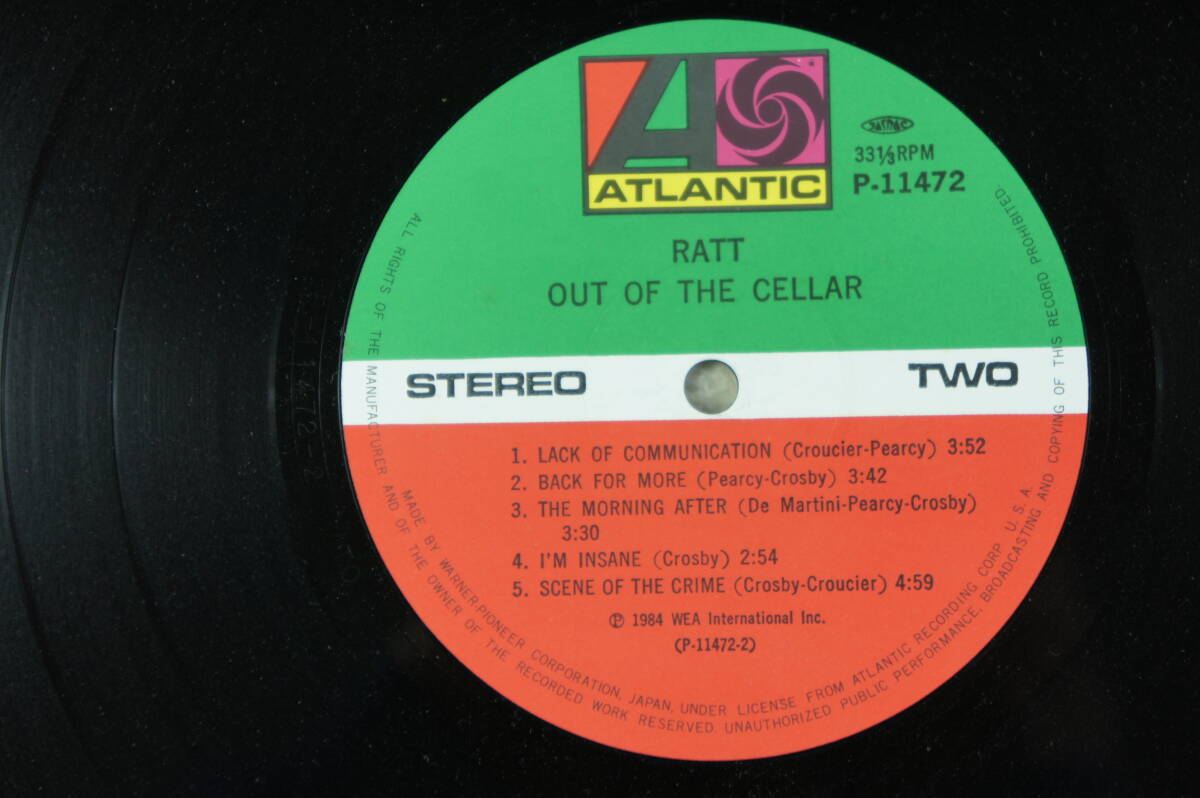 ATLANTIC
JASRAC
33⅓RPM
P-11472
RATT
OUT OF THE CELLAR
STEREO
TWO
1. LACK OF COMMUNICATION (Croucier-Pearcy) 3:52
2. BACK FOR MORE (Pearcy-Crosby) 3:42
3. THE MORNING AFTER (De Martini-Pearcy-Crosby)
3:30
4. I'M INSANE (Crosby) 2:54
5. SCENE OF THE CRIME (Crosby-Croucier) 4:59
℗ 1984 WEA International Inc.
(P-11472-2)
MADE BY WARNER-PIONEER CORPORATION, JAPAN, UNDER LICENSE FROM ATLANTIC RECORDING CORP U. S. A.
ALL RIGHTS OF THE MANUFACTURER AND OF THE OWNER OF THE RECORDED WORK RESERVED. UNAUTHORIZED PUBLIC PERFORMANCE, BROADCASTING AND COPYING OF THIS RECORD PROHIBITED.